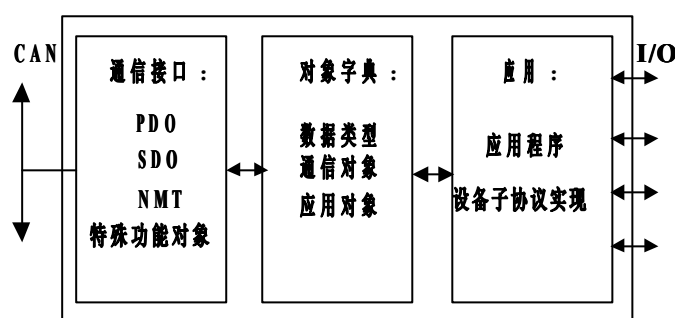 CAN
I/O
通信接口：
PDO
SDO
NMT
特殊功能对象
对象字典：
数据类型
通信对象
应用对象
应用：
应用程序
设备子协议实现